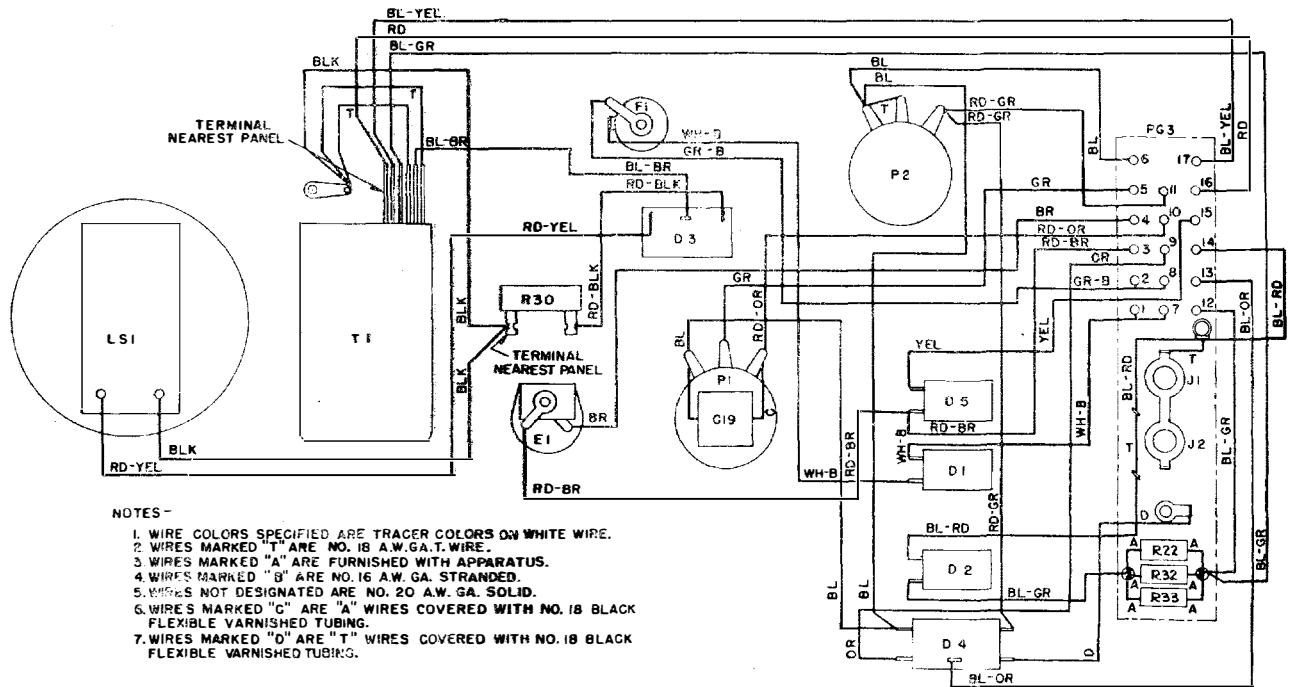 BL-YEL
RD
BL-GR
BLK
T
T
TERMINAL
NEAREST PANEL
BL-BR
F1
WH-B
GR-B
BL-BR
RD-BLK
D3
RD-YEL
BL
BL
T
RD-GR
RD-GR
P2
PG3
BL-YEL
RD
BL
6
17
GR
5
11
16
BR
4
10
15
RD-OR
RD-BR
3
9
14
OR
GR-B
2
8
13
1
7
12
GR
RD-OR
BL
YEL
BL-OR
BL-RD
LS1
T1
R30
BLK
RD-BLK
TERMINAL
NEAREST PANEL
BLK
E1
BR
P1
C19
C
YEL
D5
RD-BR
WH-B
D1
WH-B
RD-BR
WH-B
BL-RD
T
J1
T
J2
BL-GR
BLK
RD-YEL
RD-BR
RD-GR
BL-RD
D2
BL-GR
D
A
R22
A
A
R32
A
A
R33
A
BL-GR
BL
BL
OR
D4
D
BL-OR
NOTES-
1. WIRE COLORS SPECIFIED ARE TRACER COLORS ON WHITE WIRE.
2. WIRES MARKED "T" ARE NO. 18 A.W.GA.T. WIRE.
3. WIRES MARKED "A" ARE FURNISHED WITH APPARATUS.
4. WIRES MARKED "B" ARE NO. 16 A.W. GA. STRANDED.
5. WIRES NOT DESIGNATED ARE NO. 20 A.W. GA. SOLID.
6. WIRES MARKED "C" ARE "A" WIRES COVERED WITH NO. 18 BLACK
FLEXIBLE VARNISHED TUBING.
7. WIRES MARKED "D" ARE "T" WIRES COVERED WITH NO. 18 BLACK
FLEXIBLE VARNISHED TUBING.